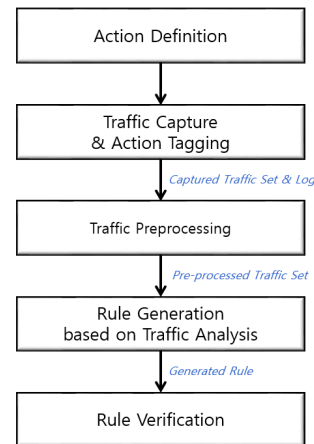 Action Definition
Traffic Capture
& Action Tagging
Captured Traffic Set & Log
Traffic Preprocessing
Pre-processed Traffic Set
Rule Generation
based on Traffic Analysis
Generated Rule
Rule Verification